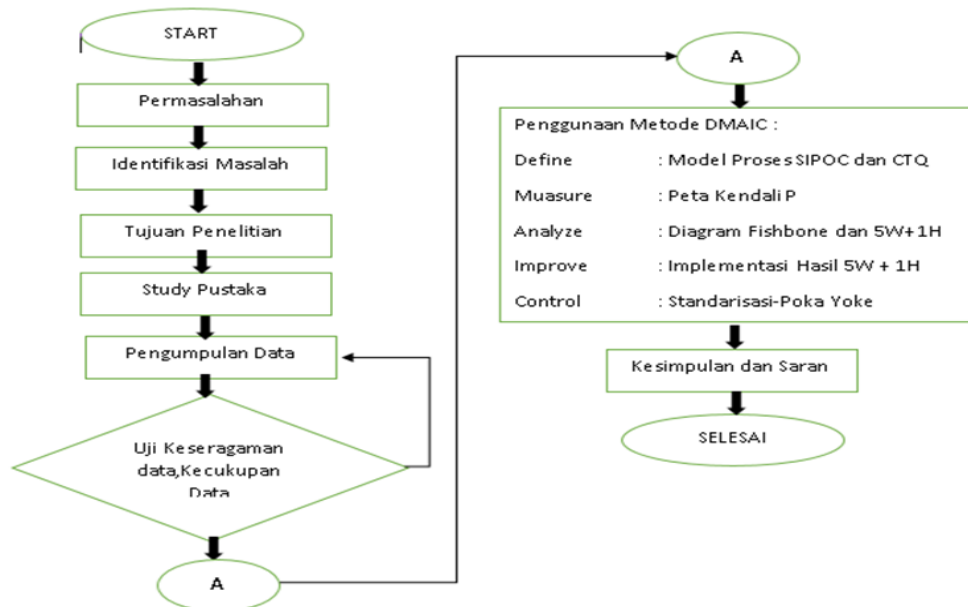 START
Permasalahan
Identifikasi Masalah
Tujuan Penelitian
Study Pustaka
Pengumpulan Data
Uji Keseragaman
data,Kecukupan
Data
A
A
Penggunaan Metode DMAIC :
Define : Model Proses SIPOC dan CTQ
Muasure : Peta Kendali P
Analyze : Diagram Fishbone dan 5W+1H
Improve : Implementasi Hasil 5W + 1H
Control : Standarisasi-Poka Yoke
Kesimpulan dan Saran
SELESAI